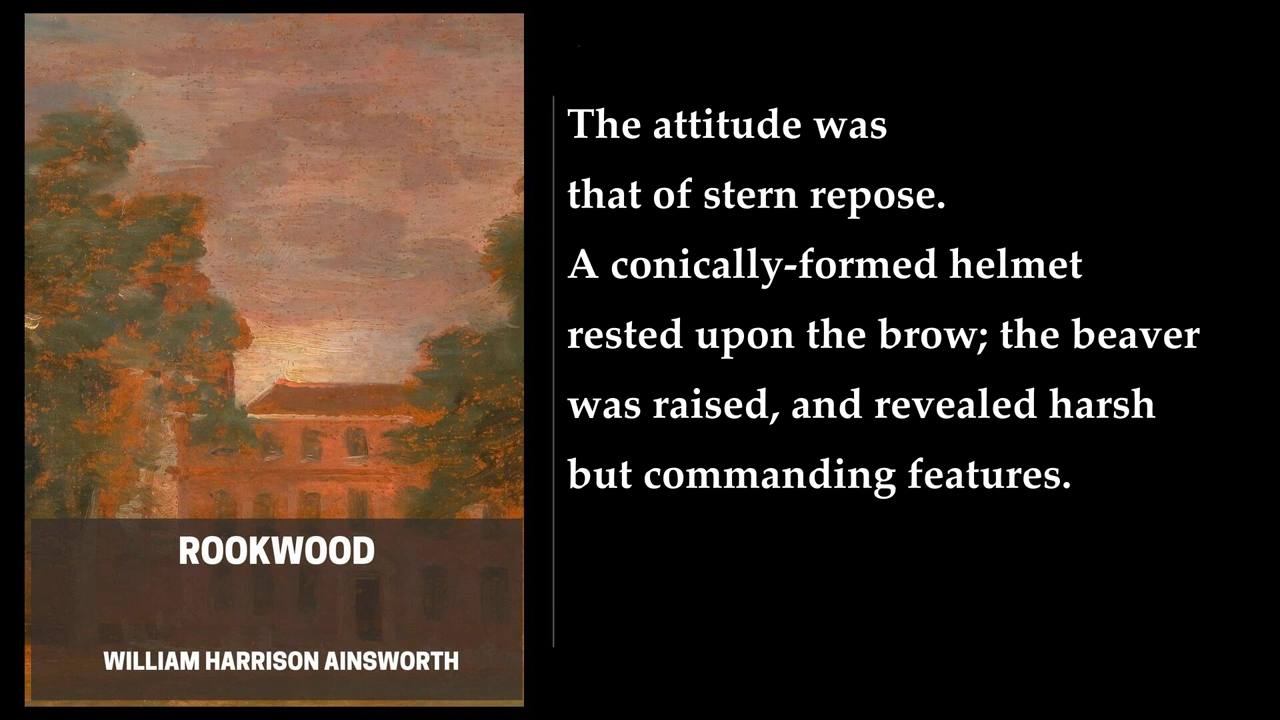 The attitude was
that of stern repose.
A conically-formed helmet
rested upon the brow; the beaver
was raised, and revealed harsh
but commanding features.
ROOKWOOD
WILLIAM HARRISON AINSWORTH